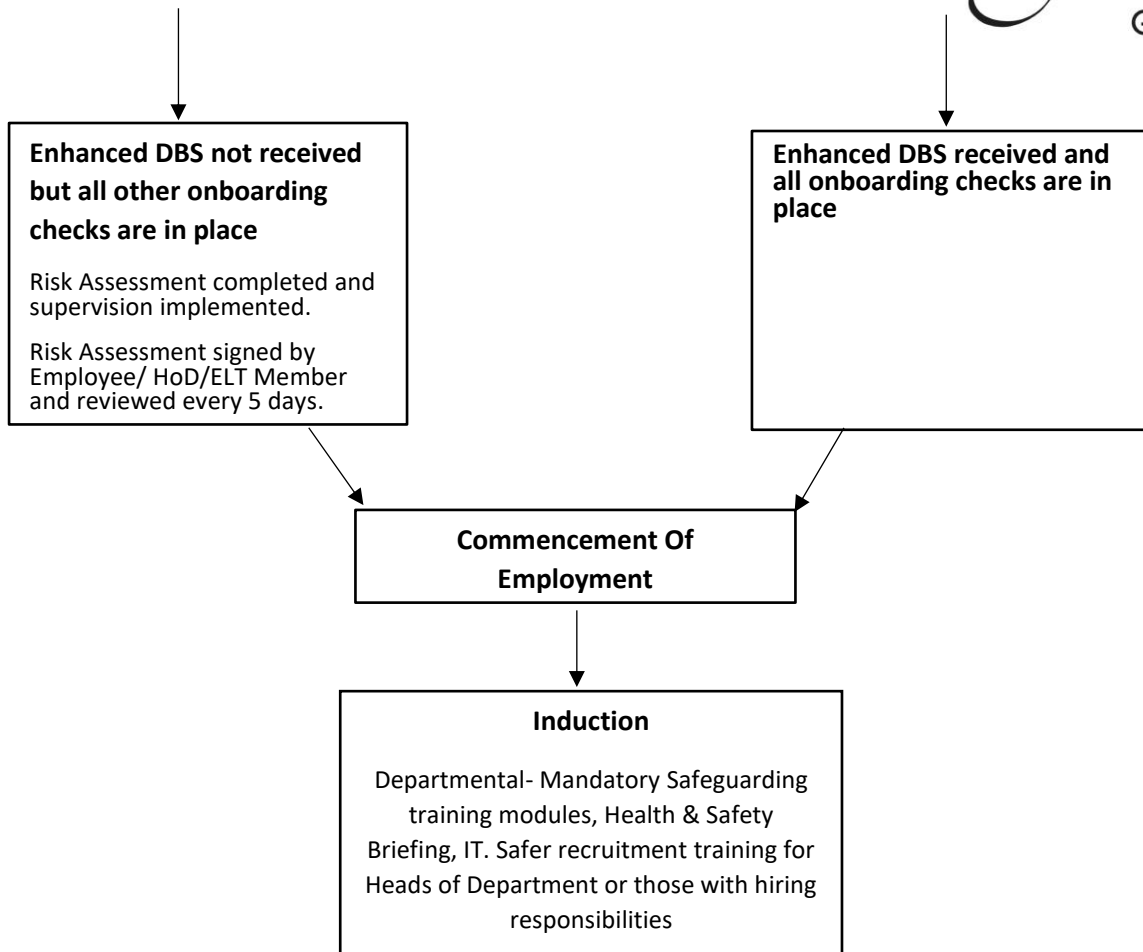 Enhanced DBS not received
but all other onboarding
checks are in place
Risk Assessment completed and
supervision implemented.
Risk Assessment signed by
Employee/ HoD/ELT Member
and reviewed every 5 days.
Enhanced DBS received and
all onboarding checks are in
place
Commencement Of
Employment
Induction
Departmental- Mandatory Safeguarding
training modules, Health & Safety
Briefing, IT. Safer recruitment training for
Heads of Department or those with hiring
responsibilities